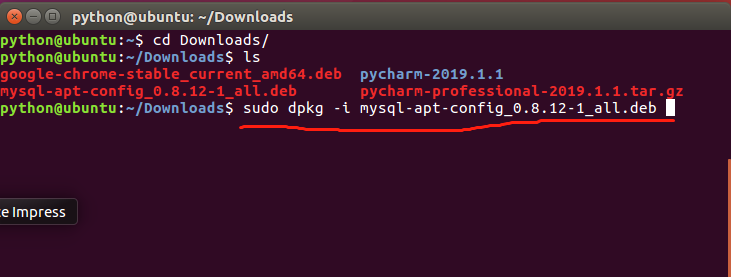 python@ubuntu: ~/Downloads
python@ubuntu:~$ cd Downloads/
python@ubuntu:~/Downloads$ ls
google-chrome-stable_current_amd64.deb  pycharm-2019.1.1
mysql-apt-config_0.8.12-1_all.deb       pycharm-professional-2019.1.1.tar.gz
python@ubuntu:~/Downloads$ sudo dpkg -i mysql-apt-config_0.8.12-1_all.deb
ce Impress